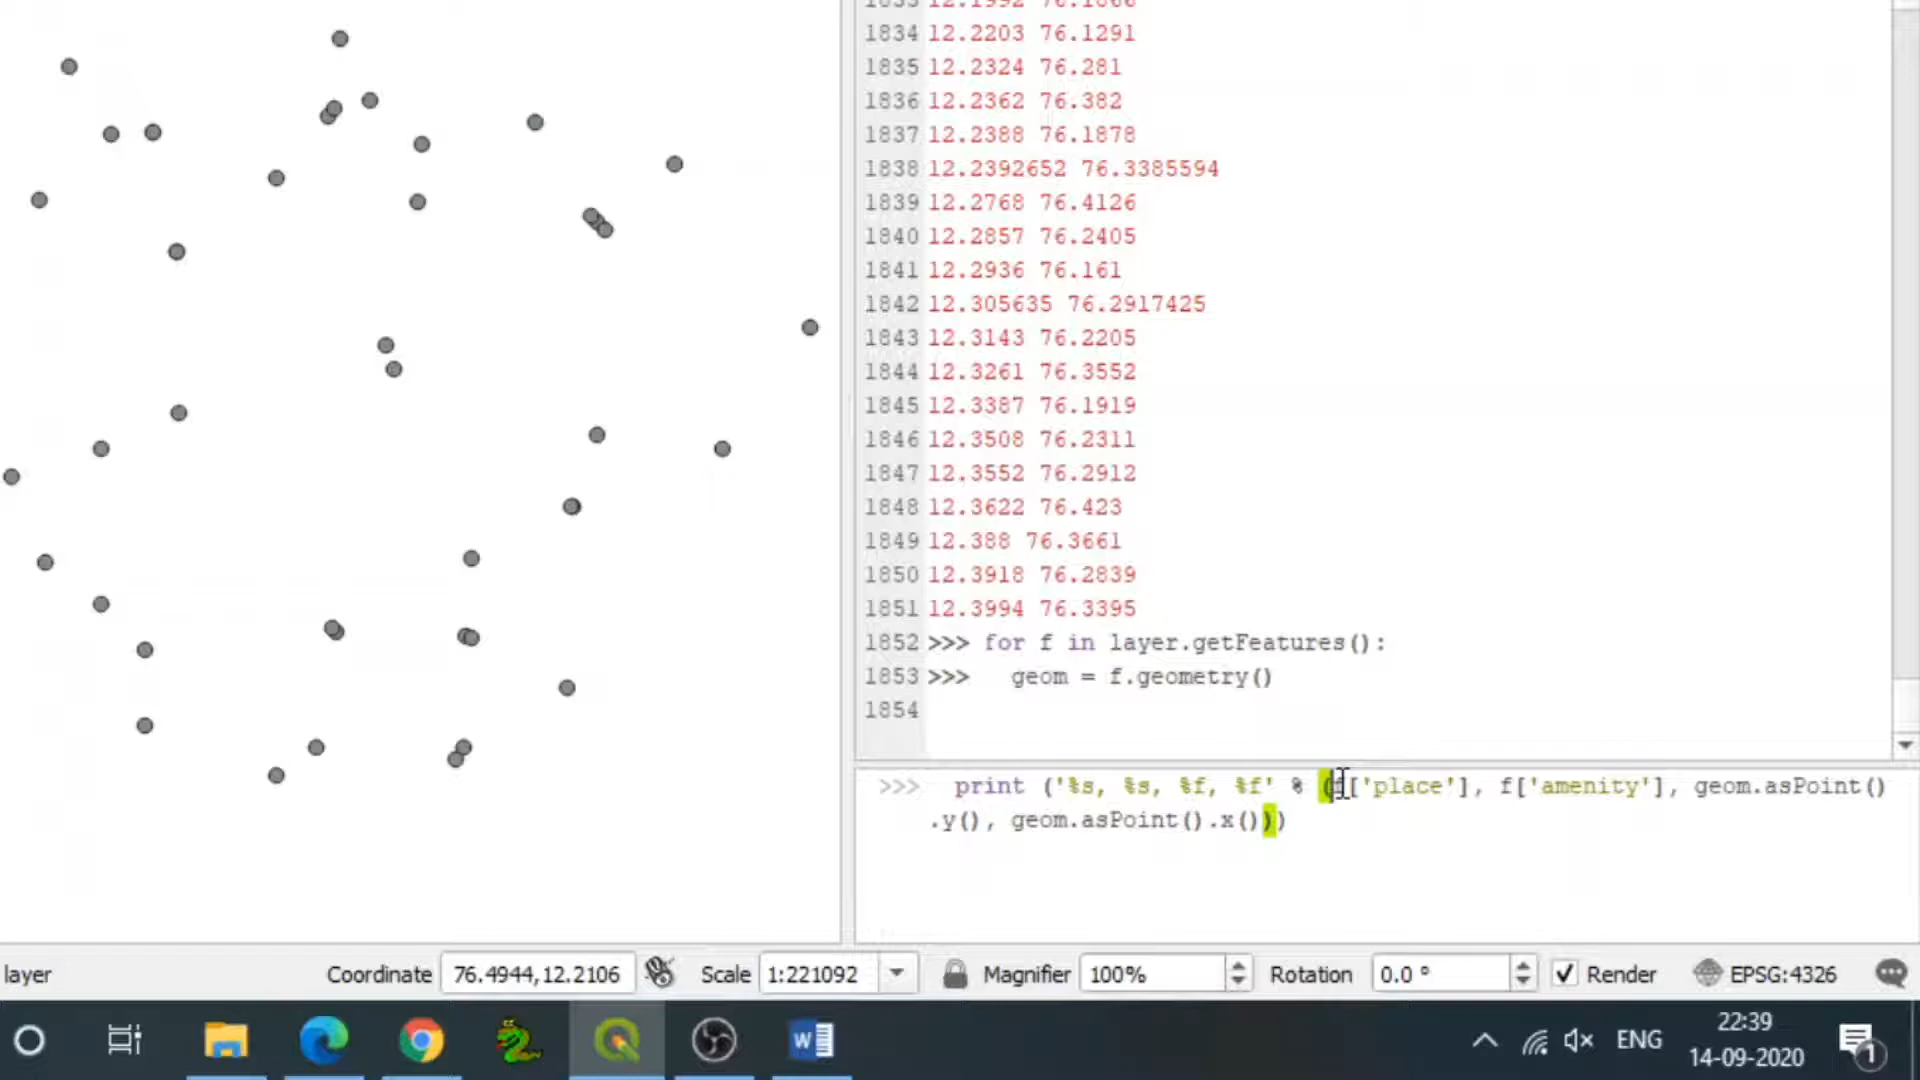 1833 12.1992 76.1866
1834 12.2203 76.1291
1835 12.2324 76.281
1836 12.2362 76.382
1837 12.2388 76.1878
1838 12.2392652 76.3385594
1839 12.2768 76.4126
1840 12.2857 76.2405
1841 12.2936 76.161
1842 12.305635 76.2917425
1843 12.3143 76.2205
1844 12.3261 76.3552
1845 12.3387 76.1919
1846 12.3508 76.2311
1847 12.3552 76.2912
1848 12.3622 76.423
1849 12.388 76.3661
1850 12.3918 76.2839
1851 12.3994 76.3395
1852 >>> for f in layer.getFeatures():
1853 >>>   geom = f.geometry()
1854
>>>  print ('%s, %s, %f, %f' % (f['place'], f['amenity'], geom.asPoint()
.y(), geom.asPoint().x()))
layer Coordinate 76.4944,12.2106 Scale 1:221092 Magnifier 100% Rotation 0.0 ° Render EPSG:4326
W ENG 22:39
14-09-2020 1